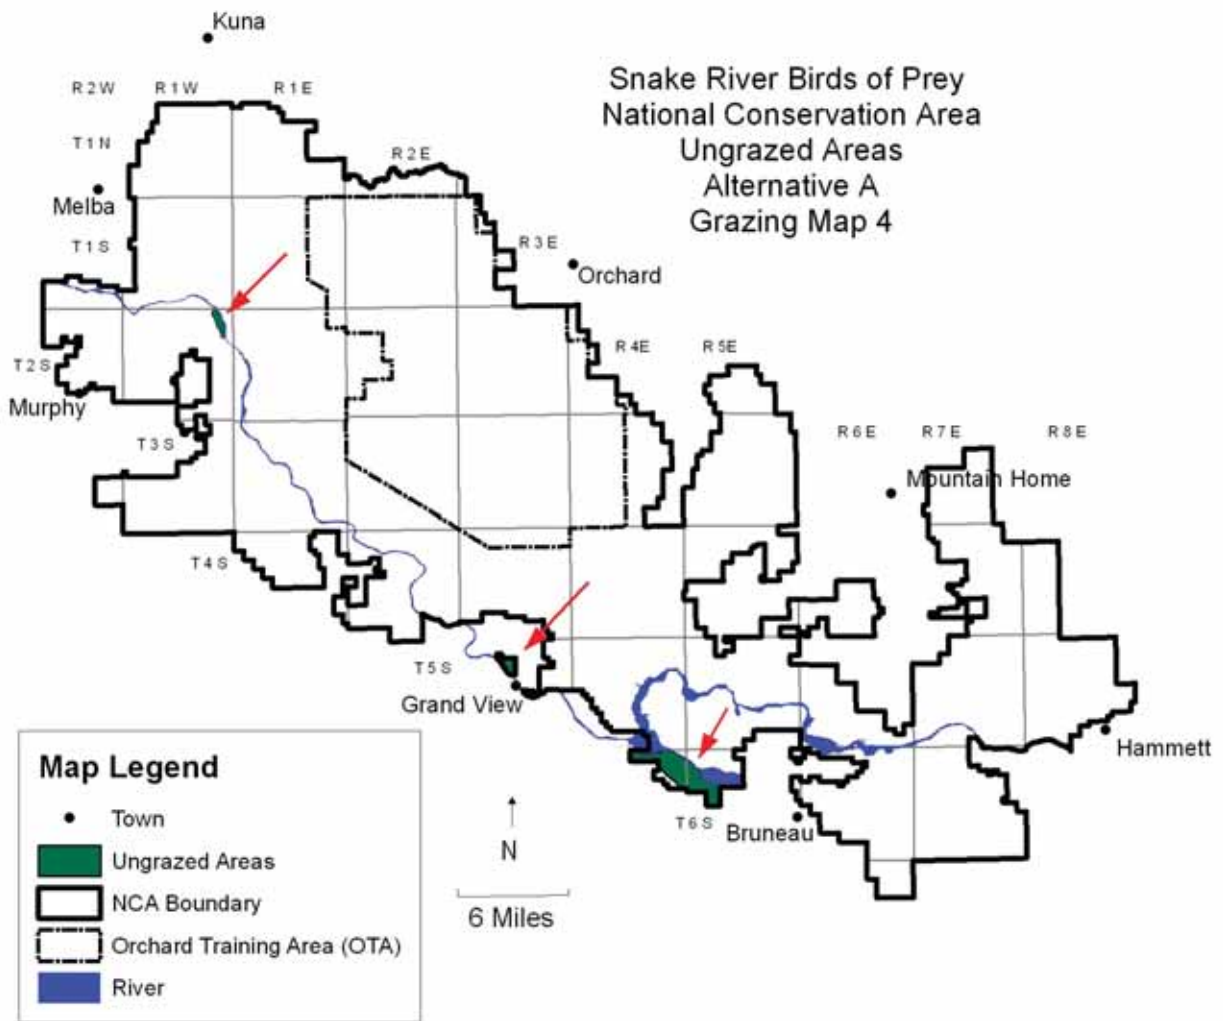 Kuna
Snake River Birds of Prey
National Conservation Area
Ungrazed Areas
Alternative A
Grazing Map 4
R 2 W
R 1 W
R 1 E
T 1 N
R 2 E
Melba
T 1 S
R 3 E
Orchard
T 2 S
R 4 E
R 5 E
Murphy
T 3 S
R 6 E
R 7 E
R 8 E
Mountain Home
T 4 S
T 5 S
Grand View
Hammett
T 6 S
Bruneau
N
6 Miles
Map Legend
Town
Ungrazed Areas
NCA Boundary
Orchard Training Area (OTA)
River